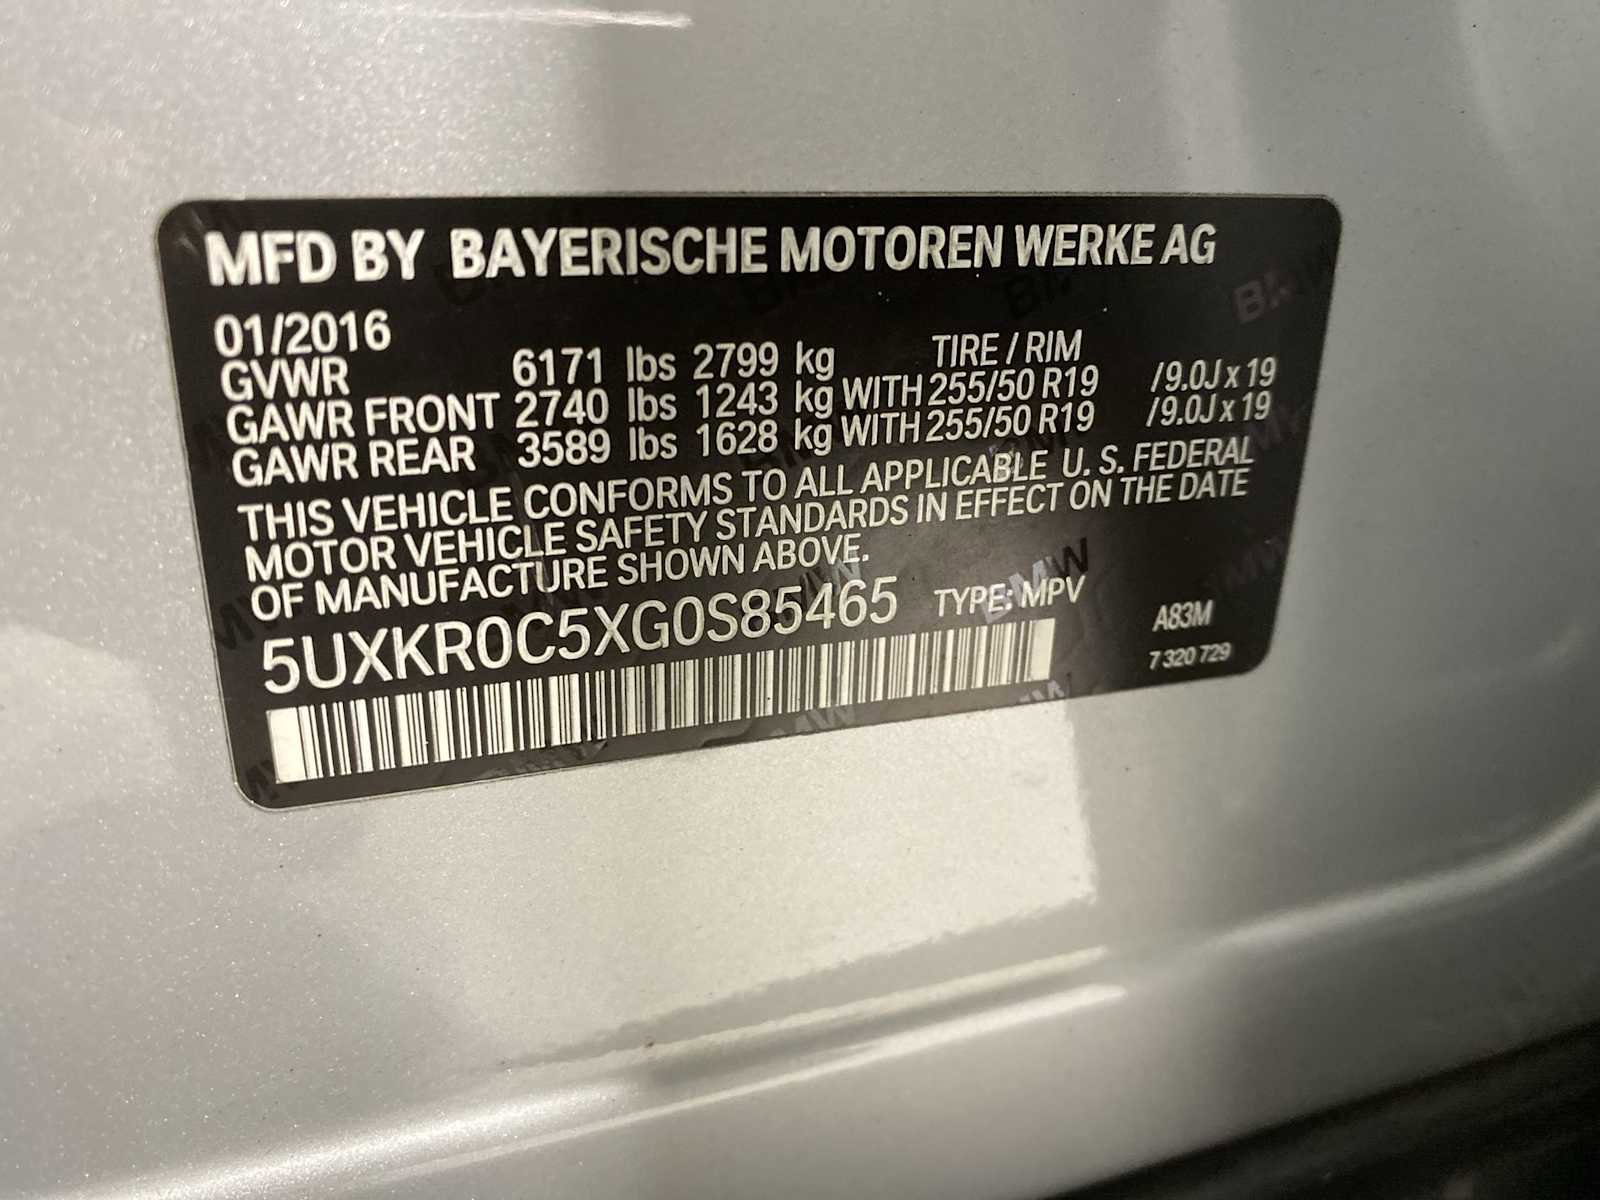 MFD BY BAYERISCHE MOTOREN WERKE AG
01/2016
GVWR 6171 lbs 2799 kg TIRE / RIM
GAWR FRONT 2740 lbs 1243 kg WITH 255/50 R19 /9.0J x 19
GAWR REAR 3589 lbs 1628 kg WITH 255/50 R19 /9.0J x 19
THIS VEHICLE CONFORMS TO ALL APPLICABLE U. S. FEDERAL
MOTOR VEHICLE SAFETY STANDARDS IN EFFECT ON THE DATE
OF MANUFACTURE SHOWN ABOVE.
5UXKR0C5XG0S85465 TYPE: MPV
A83M
7 320 729